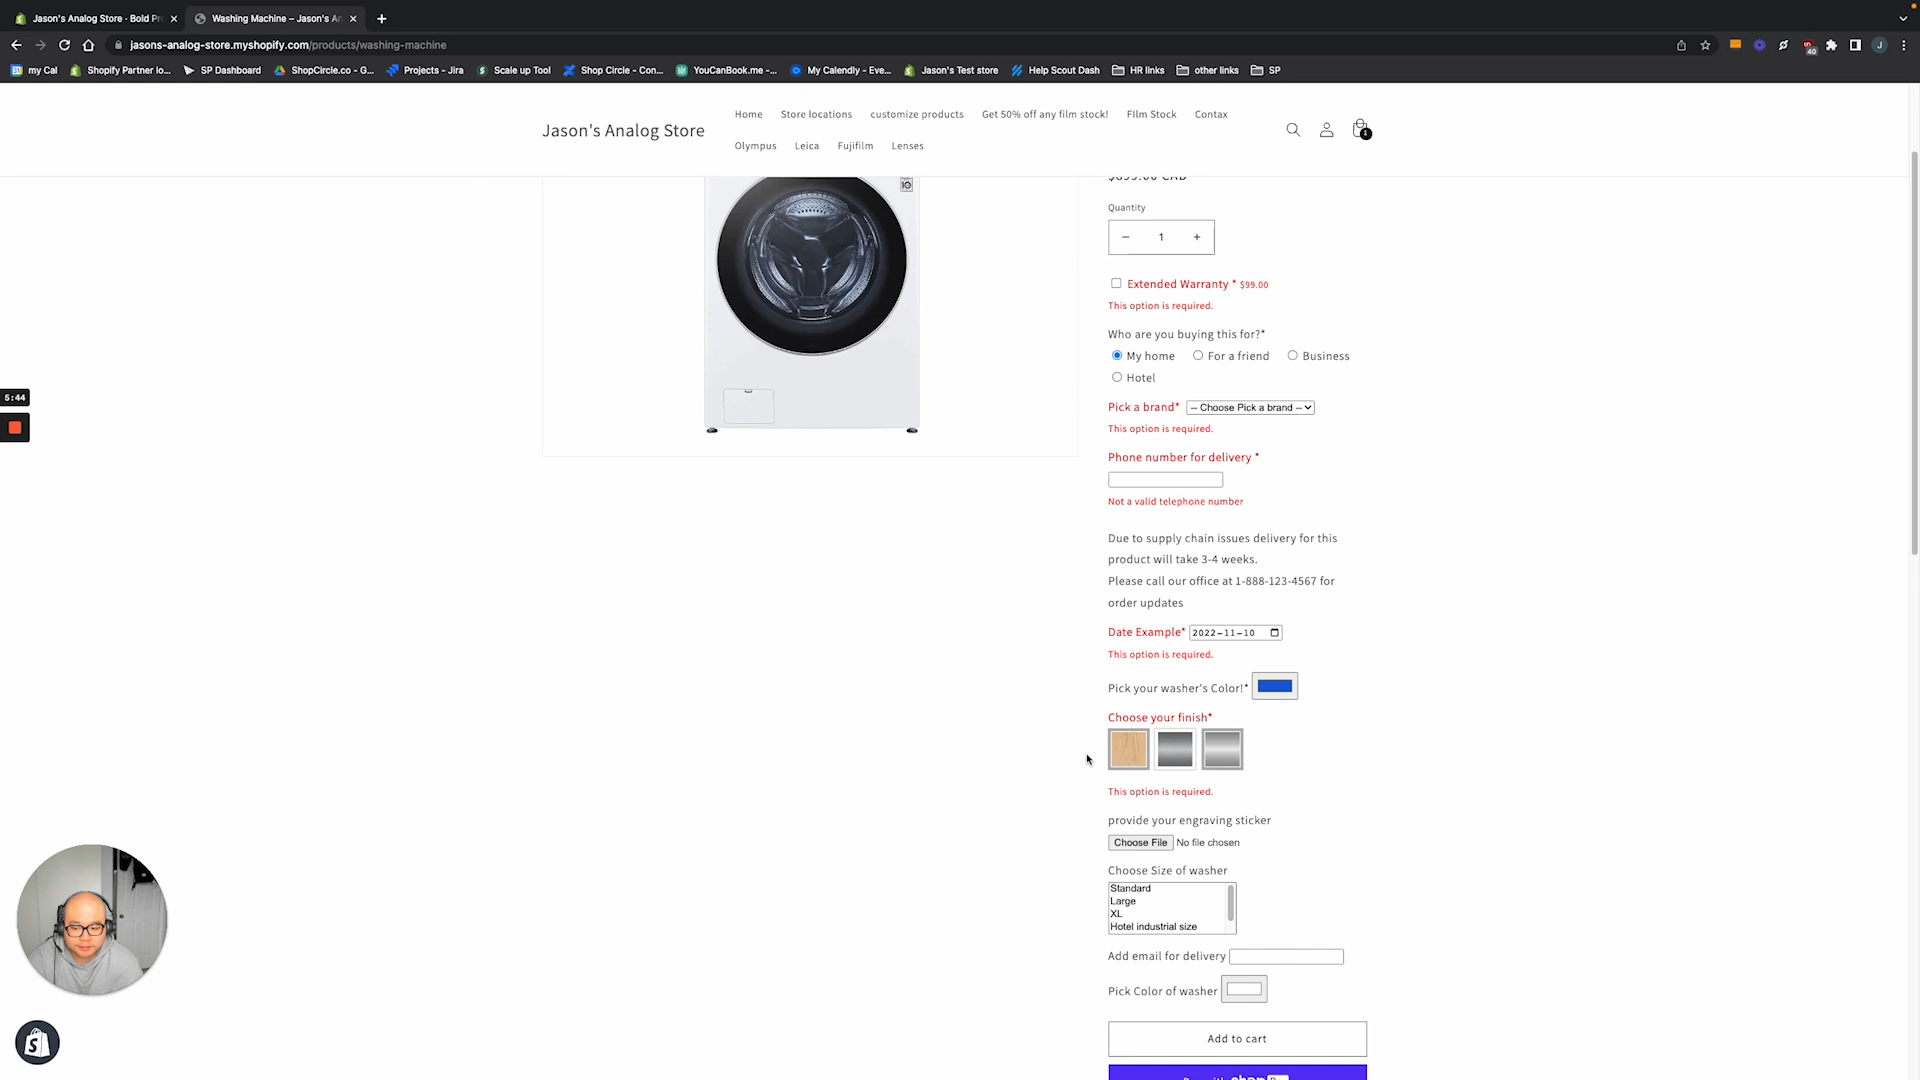 Jason's Analog Store · Bold Pr
Washing Machine – Jason's An
jasons-analog-store.myshopify.com/products/washing-machine
40
J
my Cal
Shopify Partner lo...
SP Dashboard
ShopCircle.co - G...
Projects - Jira
Scale up Tool
Shop Circle - Con...
YouCanBook.me -...
My Calendly - Eve...
Jason's Test store
Help Scout Dash
HR links
other links
SP
Jason's Analog Store
Home
Store locations
customize products
Get 50% off any film stock!
FIlm Stock
Contax
Olympus
Leica
Fujifilm
Lenses
1
$899.00 CAD
Quantity
− 1 +
Extended Warranty * $99.00
This option is required.
Who are you buying this for?*
My home
For a friend
Business
Hotel
Pick a brand* -- Choose Pick a brand --
This option is required.
Phone number for delivery *
Not a valid telephone number
Due to supply chain issues delivery for this
product will take 3-4 weeks.
Please call our office at 1-888-123-4567 for
order updates
Date Example* 2022-11-10
This option is required.
Pick your washer's Color!*
Choose your finish*
This option is required.
provide your engraving sticker
Choose File No file chosen
Choose Size of washer
Standard
Large
XL
Hotel industrial size
Add email for delivery
Pick Color of washer
Add to cart
5:44